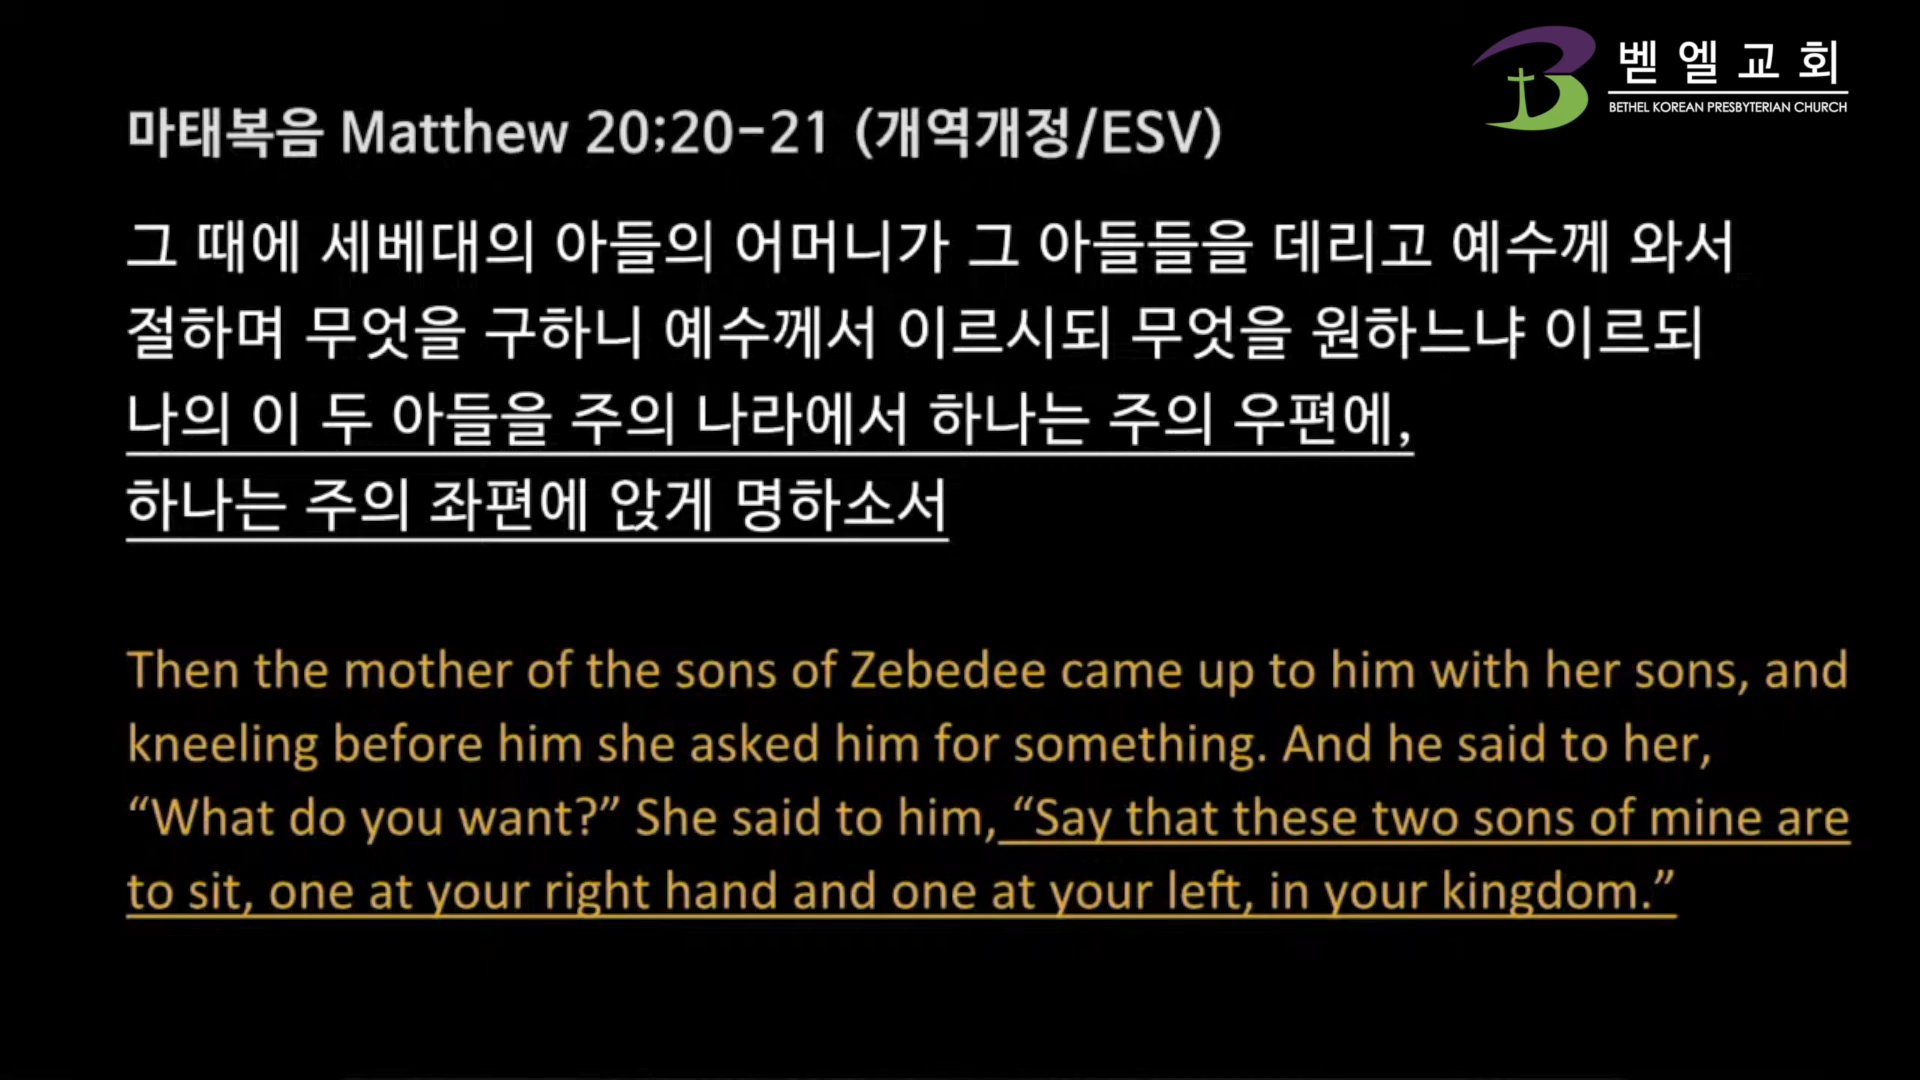 벧엘교회
BETHEL KOREAN PRESBYTERIAN CHURCH
마태복음 Matthew 20;20-21 (개역개정/ESV)
그 때에 세베대의 아들의 어머니가 그 아들들을 데리고 예수께 와서
절하며 무엇을 구하니 예수께서 이르시되 무엇을 원하느냐 이르되
나의 이 두 아들을 주의 나라에서 하나는 주의 우편에,
하나는 주의 좌편에 앉게 명하소서
Then the mother of the sons of Zebedee came up to him with her sons, and
kneeling before him she asked him for something. And he said to her,
“What do you want?” She said to him, “Say that these two sons of mine are
to sit, one at your right hand and one at your left, in your kingdom.”